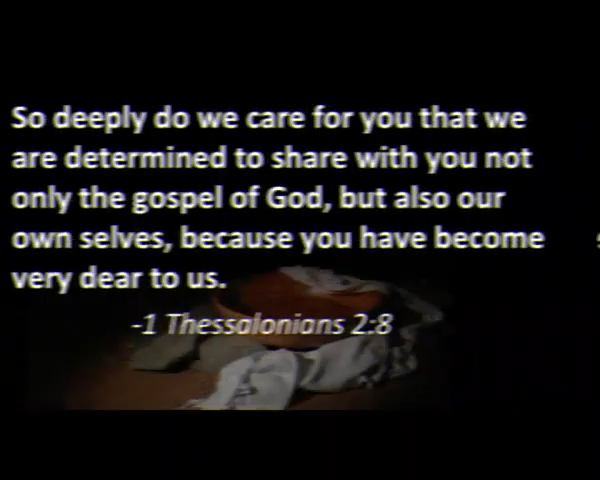 So deeply do we care for you that we
are determined to share with you not
only the gospel of God, but also our
own selves, because you have become
very dear to us.
-1 Thessalonians 2:8